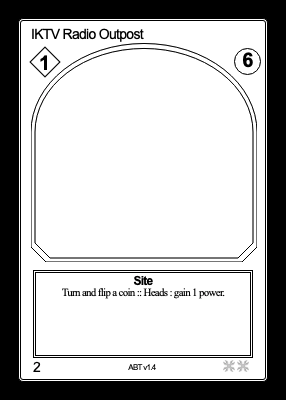 IKTV Radio Outpost
1
6
Site
Turn and flip a coin :: Heads : gain 1 power.
2
ABT v1.4